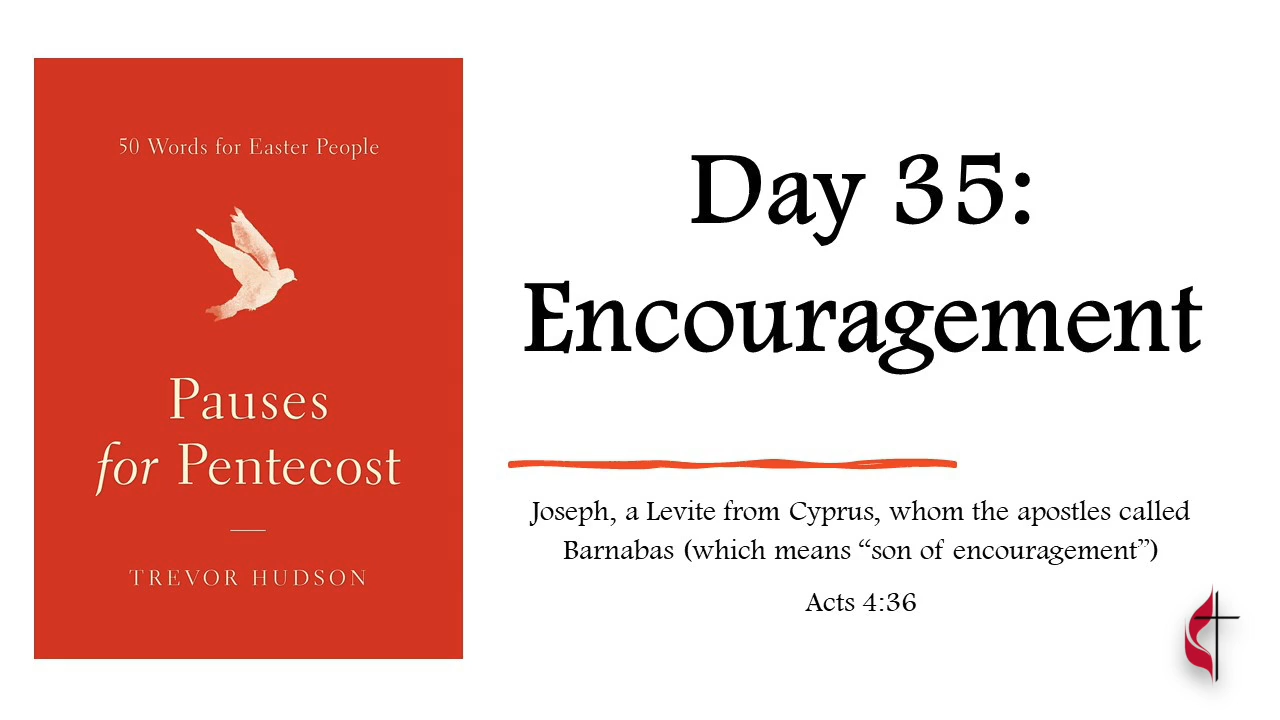 50 Words for Easter People
Pauses
for Pentecost
TREVOR HUDSON
Day 35:
Encouragement
Joseph, a Levite from Cyprus, whom the apostles called
Barnabas (which means “son of encouragement”)
Acts 4:36